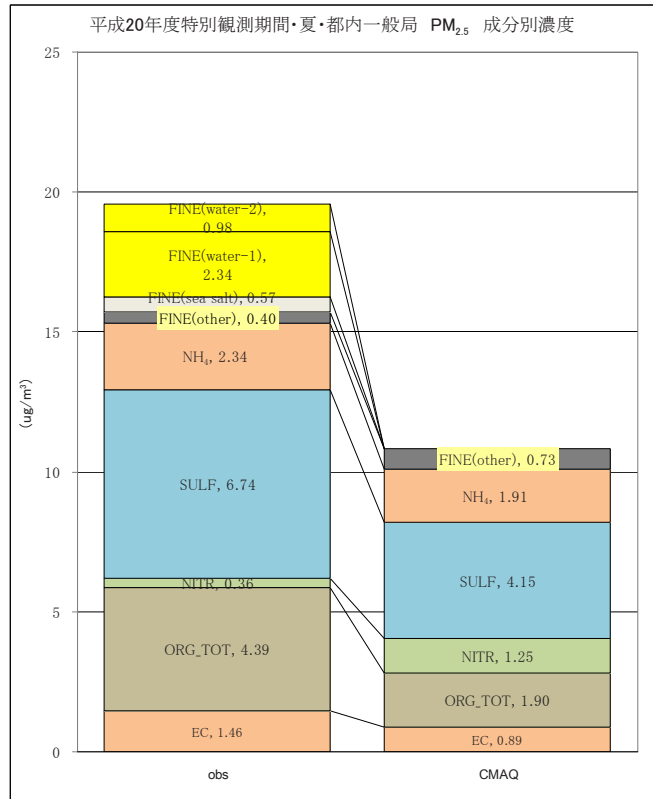 平成20年度特別観測期間･夏･都内一般局 PM2.5 成分別濃度
25
20
15
10
5
0
(ug/m³)
FINE(water-2),
0.98
FINE(water-1),
2.34
FINE(sea salt), 0.57
FINE(other), 0.40
NH₄, 2.34
SULF, 6.74
NITR, 0.36
ORG_TOT, 4.39
EC, 1.46
FINE(other), 0.73
NH₄, 1.91
SULF, 4.15
NITR, 1.25
ORG_TOT, 1.90
EC, 0.89
obs
CMAQ